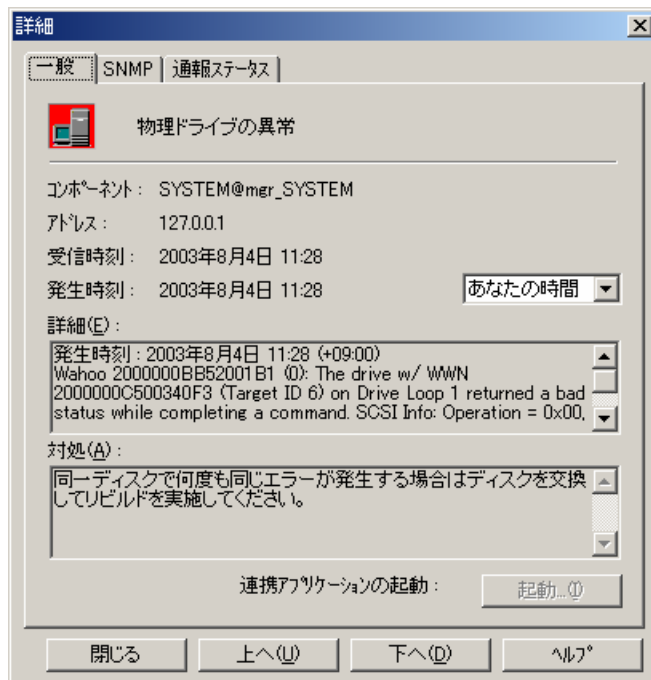 詳細
一般 SNMP 通報ステータス
物理ドライブの異常
コンポーネント： SYSTEM@mgr_SYSTEM
アドレス： 127.0.0.1
受信時刻： 2003年8月4日 11:28
発生時刻： 2003年8月4日 11:28 あなたの時間
詳細(E)：
発生時刻 : 2003年8月4日 11:28 (+09:00)
Wahoo 2000000BB52001B1 (0): The drive w/ WWN
2000000C500340F3 (Target ID 6) on Drive Loop 1 returned a bad
status while completing a command. SCSI Info: Operation = 0x00,
対処(A)：
同一ディスクで何度も同じエラーが発生する場合はディスクを交換
してリビルドを実施してください。
連携アプリケーションの起動： 起動...(I)
閉じる 上へ(U) 下へ(D) ヘルプ